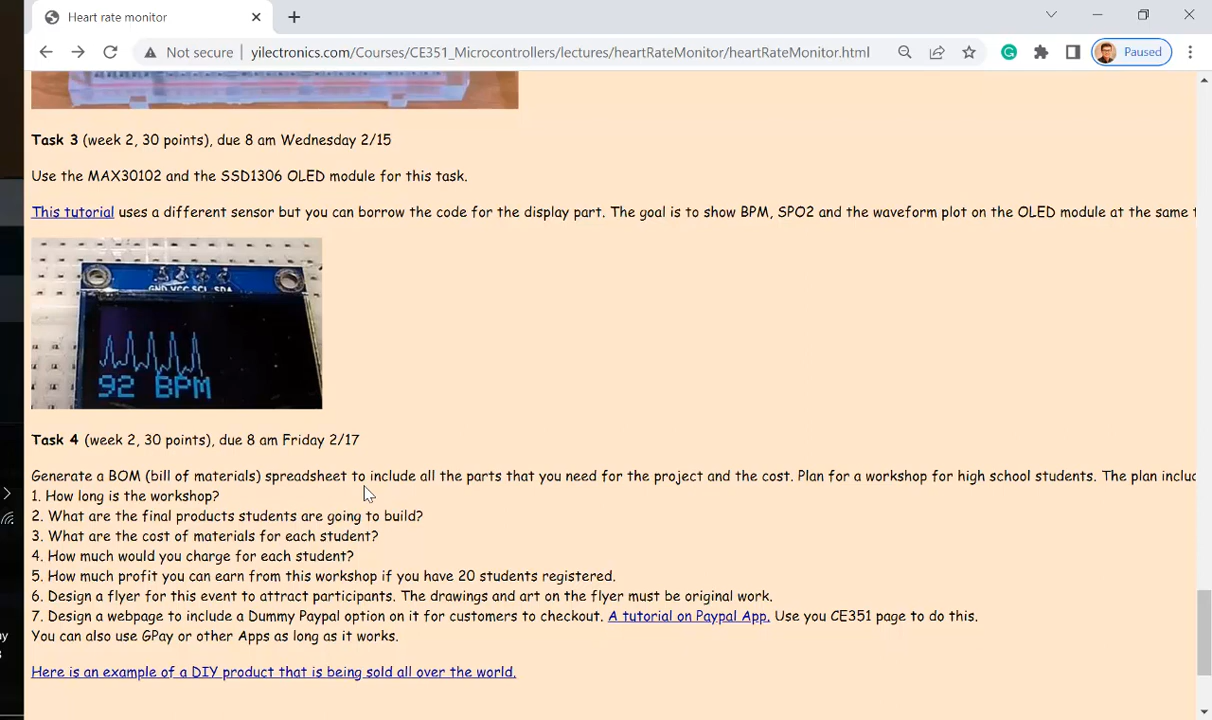 Heart rate monitor
Not secure
yilectronics.com/Courses/CE351_Microcontrollers/lectures/heartRateMonitor/heartRateMonitor.html
Paused
Task 3 (week 2, 30 points), due 8 am Wednesday 2/15
Use the MAX30102 and the SSD1306 OLED module for this task.
This tutorial uses a different sensor but you can borrow the code for the display part. The goal is to show BPM, SPO2 and the waveform plot on the OLED module at the same
GND VCC SCL SDA
92 BPM
Task 4 (week 2, 30 points), due 8 am Friday 2/17
Generate a BOM (bill of materials) spreadsheet to include all the parts that you need for the project and the cost. Plan for a workshop for high school students. The plan
1. How long is the workshop?
2. What are the final products students are going to build?
3. What are the cost of materials for each student?
4. How much would you charge for each student?
5. How much profit you can earn from this workshop if you have 20 students registered.
6. Design a flyer for this event to attract participants. The drawings and art on the flyer must be original work.
7. Design a webpage to include a Dummy Paypal option on it for customers to checkout. A tutorial on Paypal App. Use you CE351 page to do this.
You can also use GPay or other Apps as long as it works.
Here is an example of a DIY product that is being sold all over the world.